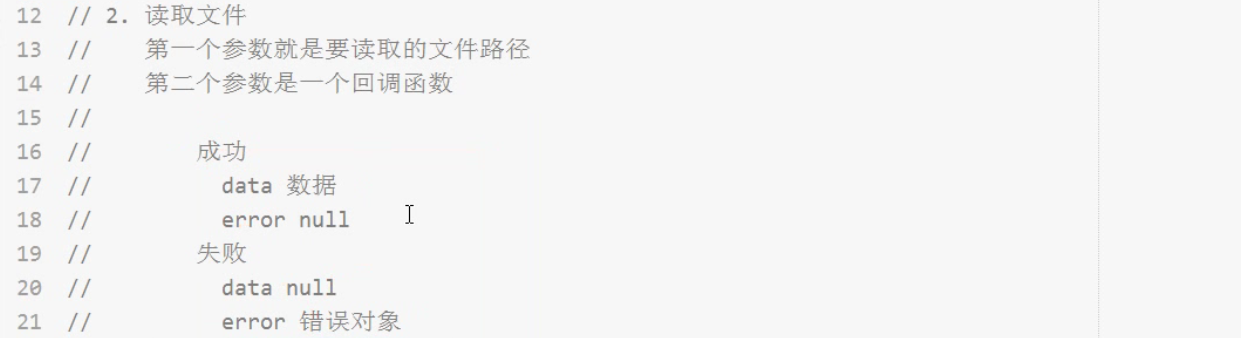 12 // 2. 读取文件
13 //    第一个参数就是要读取的文件路径
14 //    第二个参数是一个回调函数
15 //
16 //        成功
17 //          data 数据
18 //          error null
19 //        失败
20 //          data null
21 //          error 错误对象